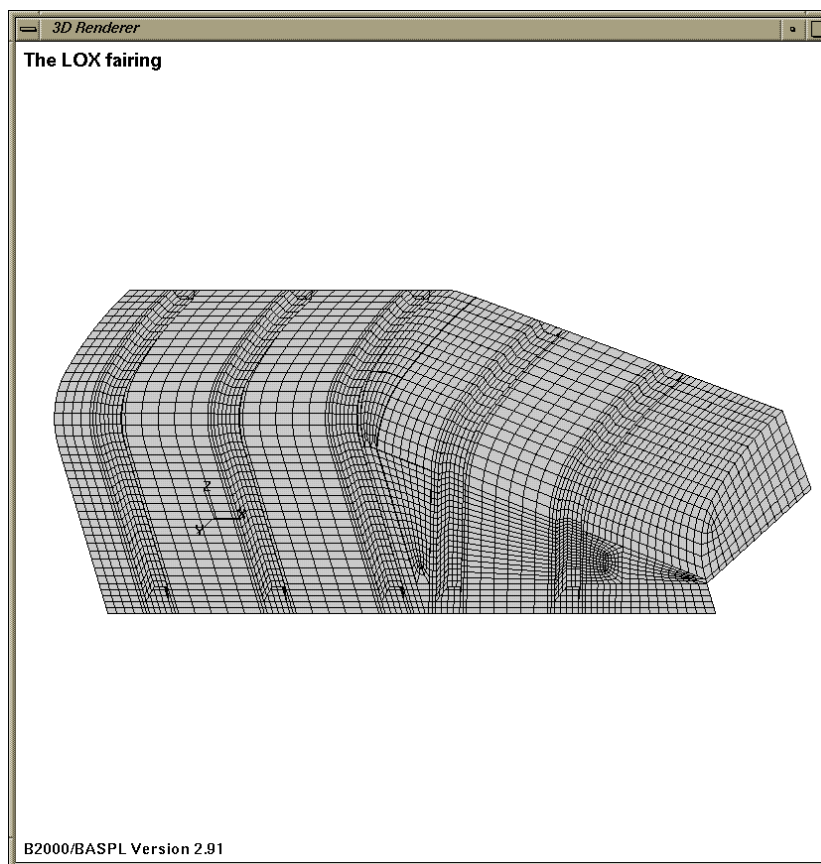 3D Renderer
The LOX fairing
Z
X
Y
B2000/BASPL Version 2.91